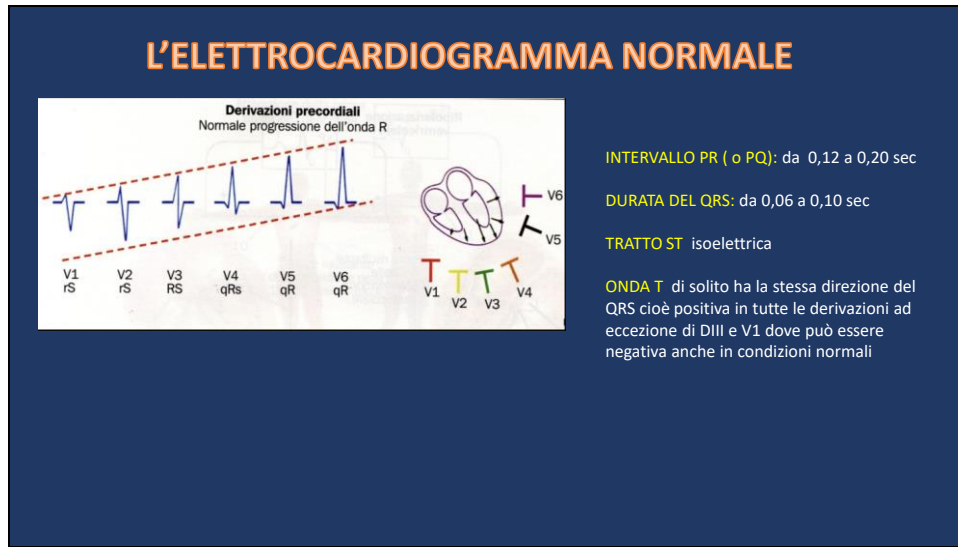 L'ELETTROCARDIOGRAMMA NORMALE
Derivazioni precordiali
Normale progressione dell'onda R
V1 V2 V3 V4 V5 V6
rS rS RS qRs qR qR
V6
V5
V1 V2 V3 V4
INTERVALLO PR ( o PQ): da 0,12 a 0,20 sec
DURATA DEL QRS: da 0,06 a 0,10 sec
TRATTO ST isoelettrica
ONDA T di solito ha la stessa direzione del
QRS cioè positiva in tutte le derivazioni ad
eccezione di DIII e V1 dove può essere
negativa anche in condizioni normali